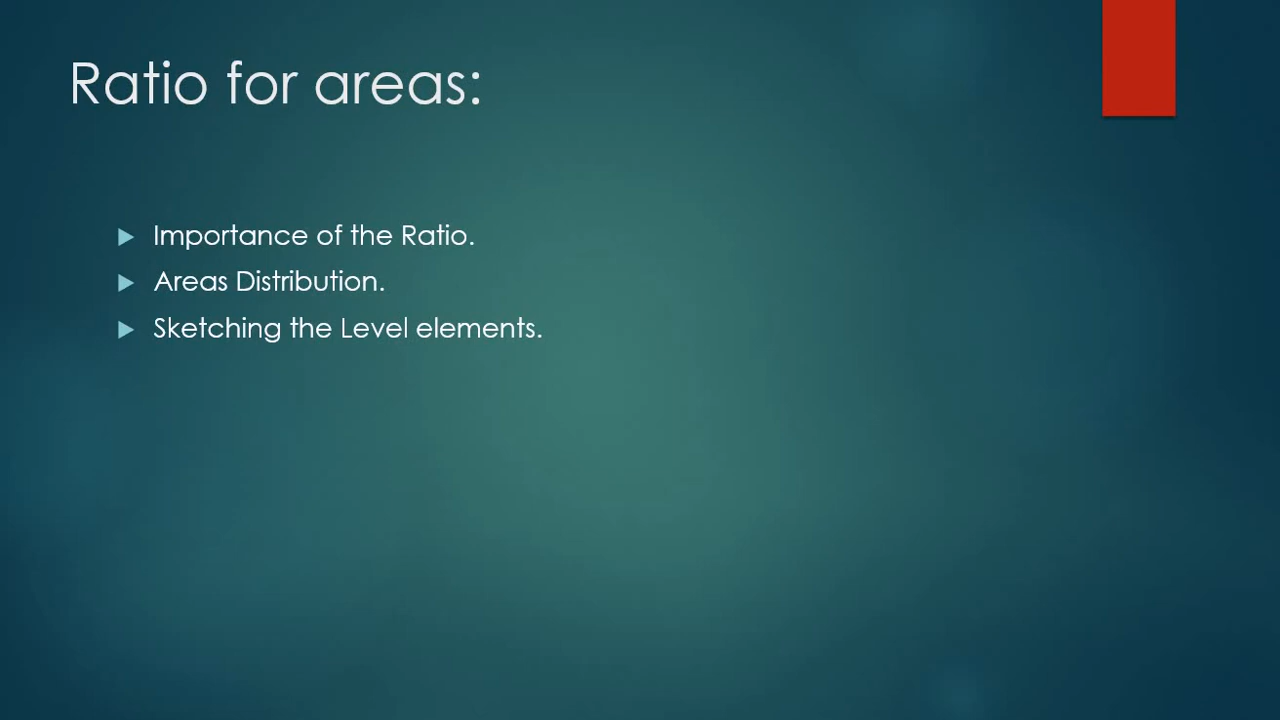 Ratio for areas:
Importance of the Ratio.
Areas Distribution.
Sketching the Level elements.